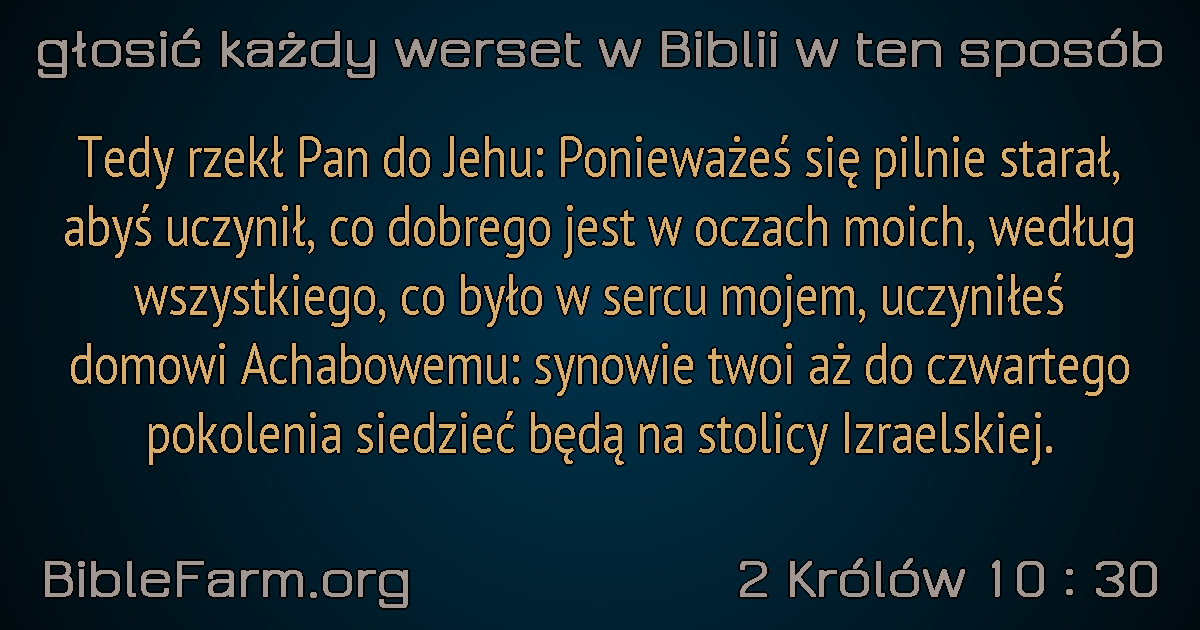 głosić każdy werset w Biblii w ten sposób
Tedy rzekł Pan do Jehu: Ponieważeś się pilnie starał,
abyś uczynił, co dobrego jest w oczach moich, według
wszystkiego, co było w sercu mojem, uczyniłeś
domowi Achabowemu: synowie twoi aż do czwartego
pokolenia siedzieć będą na stolicy Izraelskiej.
BibleFarm.org
2 Królów 10 : 30